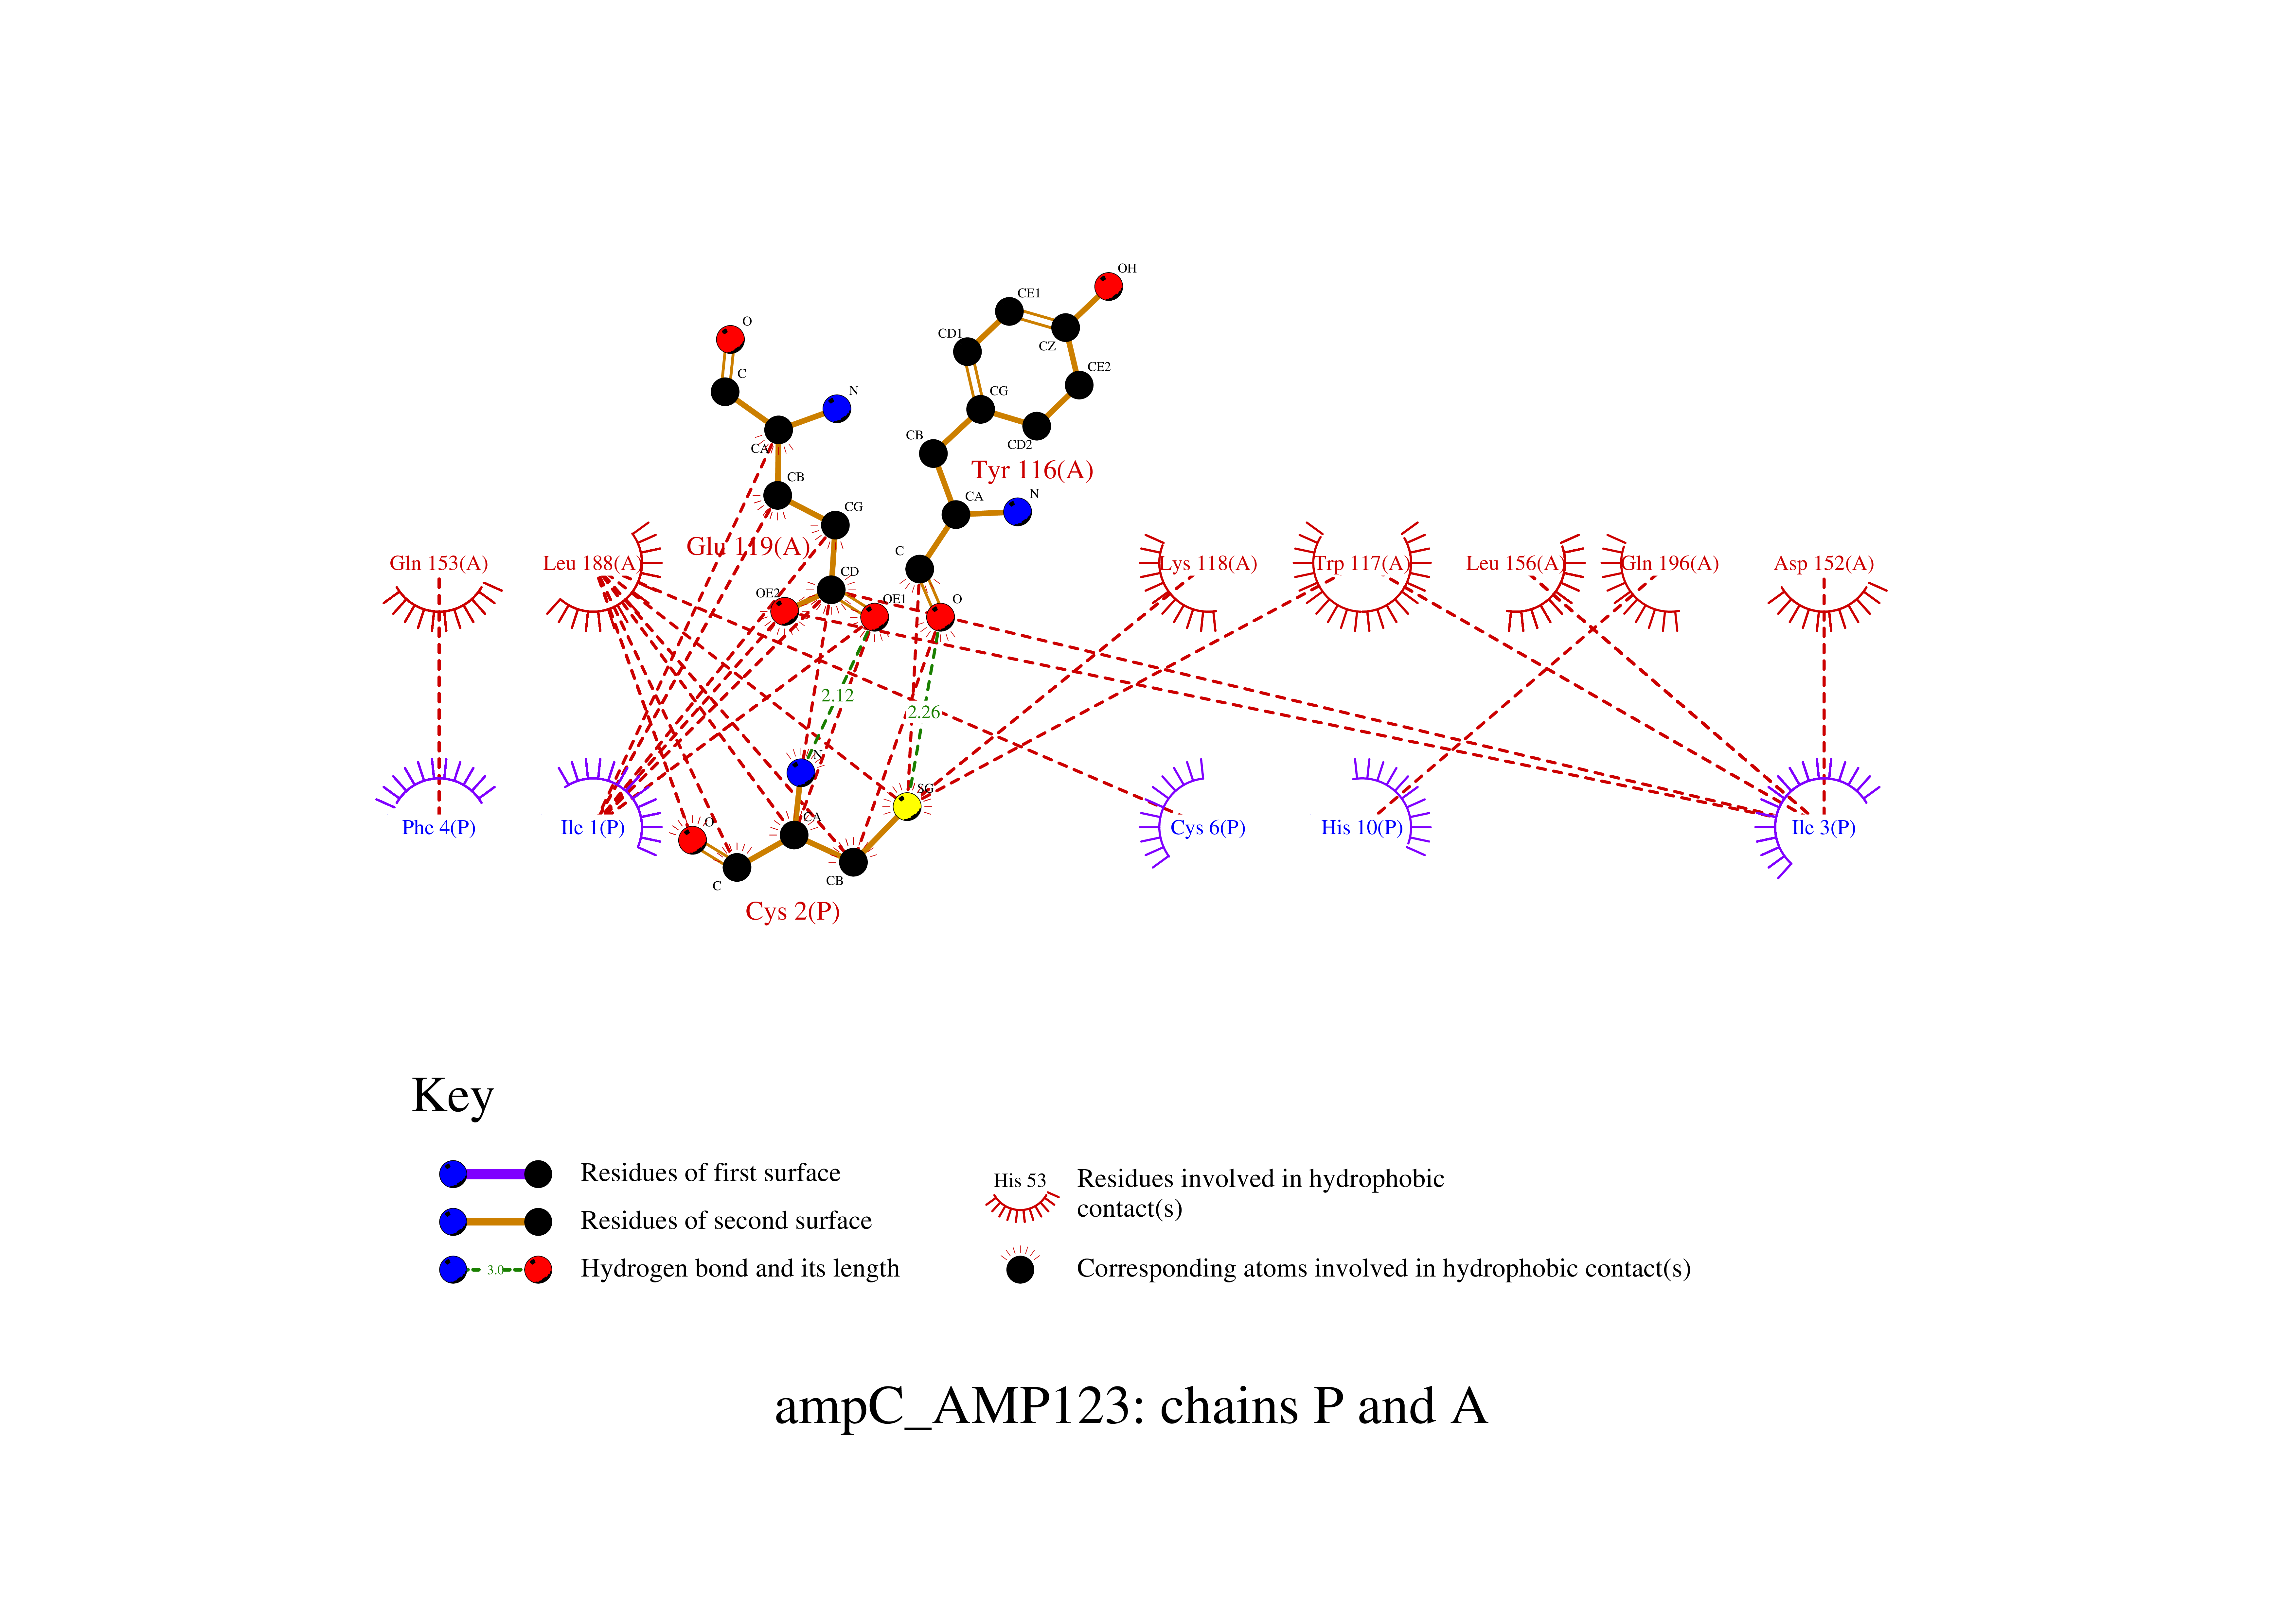 OH
CE1
O
CD1
CZ
C
CE2
N
CG
CB
CD2
Tyr 116(A)
CA
CB
CA
N
CG
Glu 119(A)
C
Gln 153(A)
Leu 188(A)
Lys 118(A)
Trp 117(A)
Leu 156(A)
Gln 196(A)
Asp 152(A)
CD
OE2
OE1
O
2.12
2.26
N
SG
O
CA
Phe 4(P)
Ile 1(P)
Cys 6(P)
His 10(P)
Ile 3(P)
C
CB
Cys 2(P)
Key
Residues of first surface
Residues of second surface
3.0
Hydrogen bond and its length
His 53
Residues involved in hydrophobic
contact(s)
Corresponding atoms involved in hydrophobic contact(s)
ampC_AMP123: chains P and A